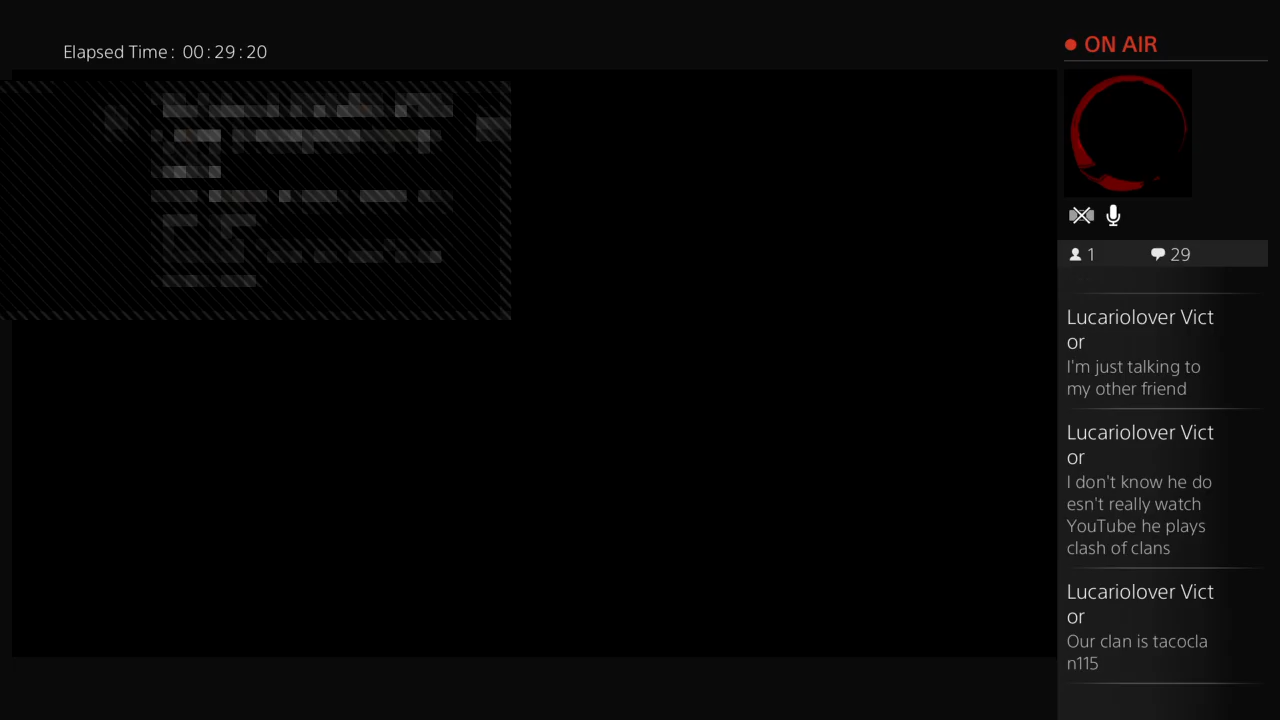 Elapsed Time: 00:29:20
ON AIR
1
29
Lucariolover Vict
or
I'm just talking to
my other friend
Lucariolover Vict
or
I don't know he do
esn't really watch
YouTube he plays
clash of clans
Lucariolover Vict
or
Our clan is tacocla
n115